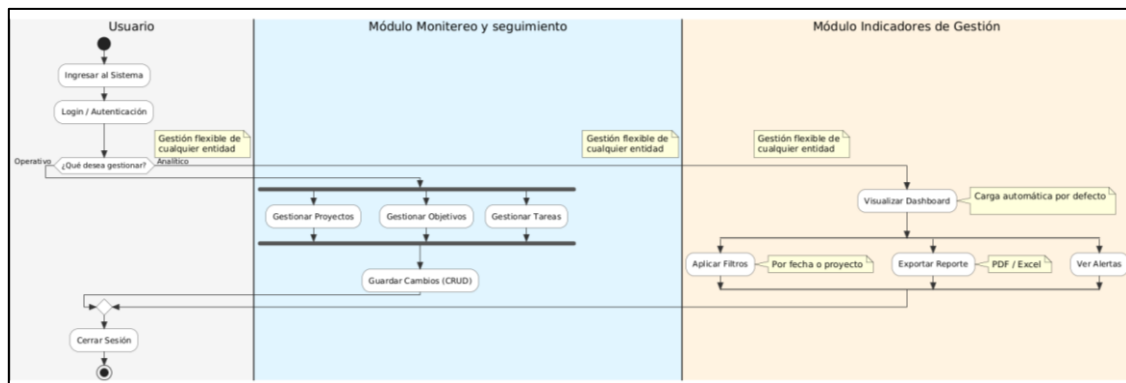 Usuario
Módulo Monitereo y seguimiento
Módulo Indicadores de Gestión
Ingresar al Sistema
Login / Autenticación
Gestión flexible de
cualquier entidad
Gestión flexible de
cualquier entidad
Gestión flexible de
cualquier entidad
Operativo
¿Qué desea gestionar?
Analítico
Visualizar Dashboard
Carga automática por defecto
Gestionar Proyectos
Gestionar Objetivos
Gestionar Tareas
Aplicar Filtros
Por fecha o proyecto
Exportar Reporte
PDF / Excel
Ver Alertas
Guardar Cambios (CRUD)
Cerrar Sesión